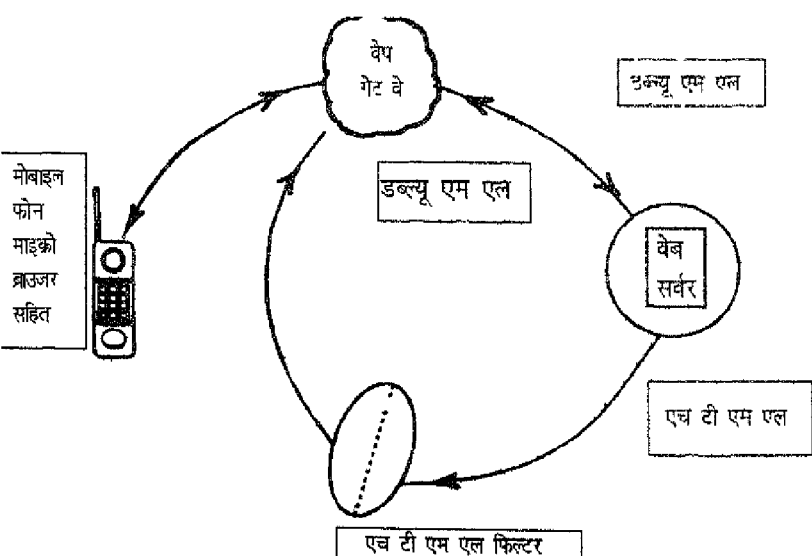 वेप
गेट वे
डब्ल्यू एम एल
डब्ल्यू एम एल
मोबाइल
फोन
माइक्रो
ब्राउजर
सहित
वेब
सर्वर
एच टी एम एल
एच टी एम एल फिल्टर